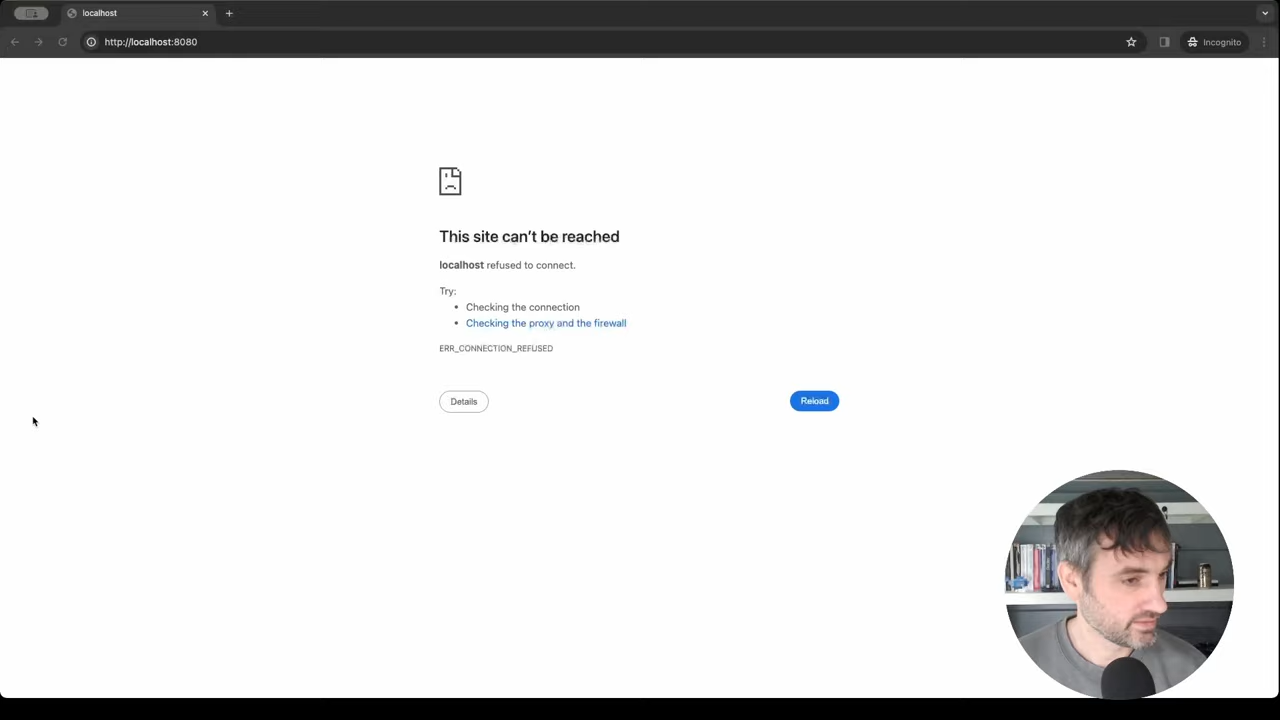 localhost
http://localhost:8080
Incognito
This site can't be reached
localhost refused to connect.
Try:
• Checking the connection
• Checking the proxy and the firewall
ERR_CONNECTION_REFUSED
Details
Reload